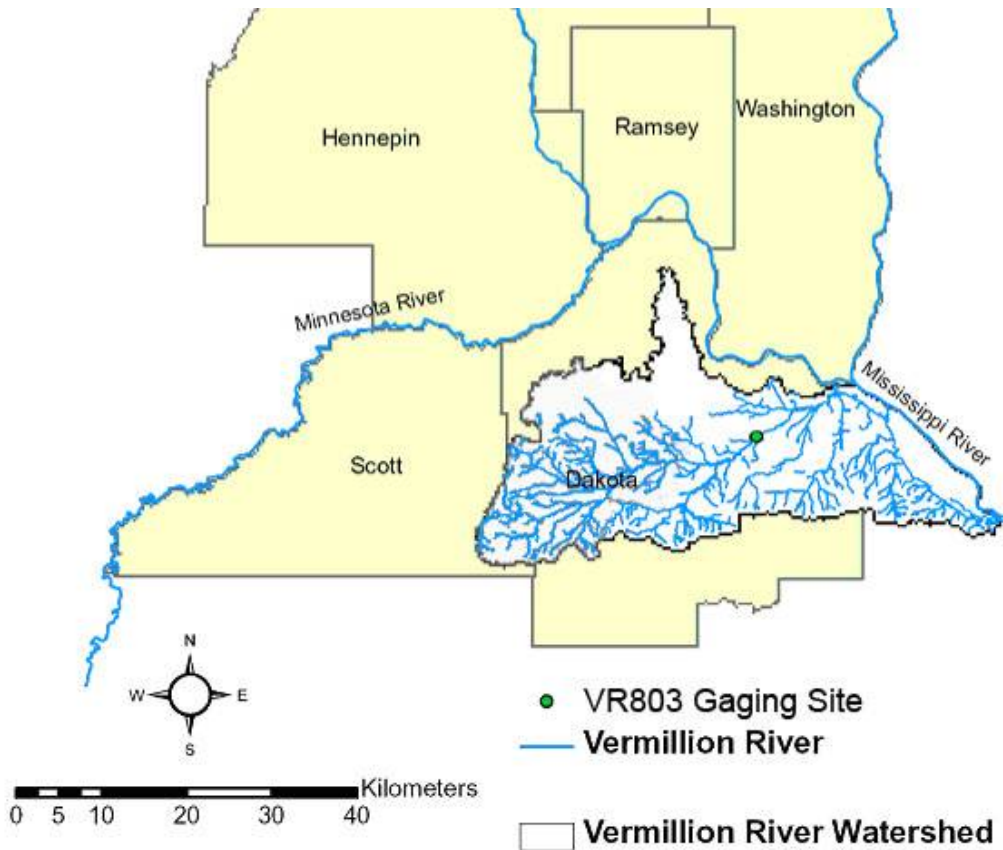 Washington
Ramsey
Hennepin
Minnesota River
Mississippi River
Scott
Dakota
N
W E
S
VR803 Gaging Site
Vermillion River
Kilometers
0 5 10 20 30 40
Vermillion River Watershed